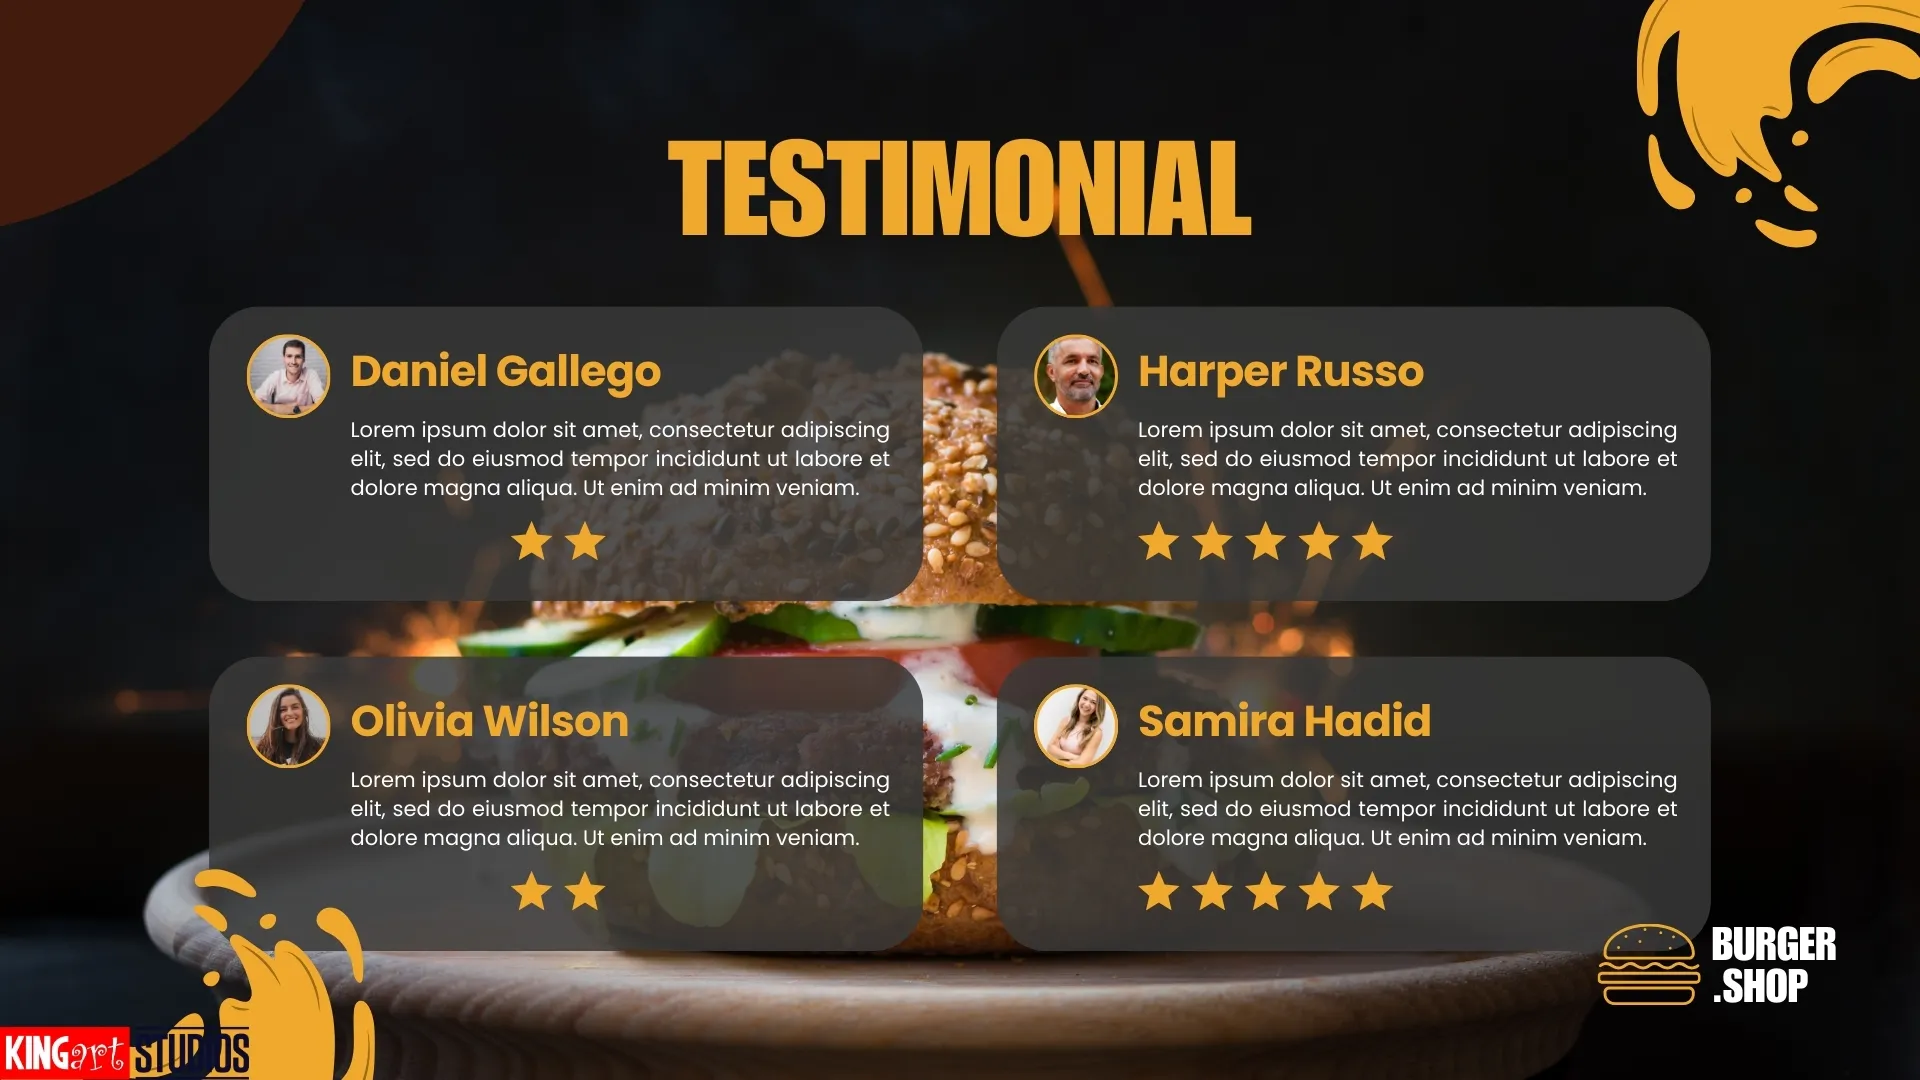 TESTIMONIAL
Daniel Gallego
Lorem ipsum dolor sit amet, consectetur adipiscing
elit, sed do eiusmod tempor incididunt ut labore et
dolore magna aliqua. Ut enim ad minim veniam.
Harper Russo
Lorem ipsum dolor sit amet, consectetur adipiscing
elit, sed do eiusmod tempor incididunt ut labore et
dolore magna aliqua. Ut enim ad minim veniam.
Olivia Wilson
Lorem ipsum dolor sit amet, consectetur adipiscing
elit, sed do eiusmod tempor incididunt ut labore et
dolore magna aliqua. Ut enim ad minim veniam.
Samira Hadid
Lorem ipsum dolor sit amet, consectetur adipiscing
elit, sed do eiusmod tempor incididunt ut labore et
dolore magna aliqua. Ut enim ad minim veniam.
BURGER
.SHOP
KINGart STUDIOS